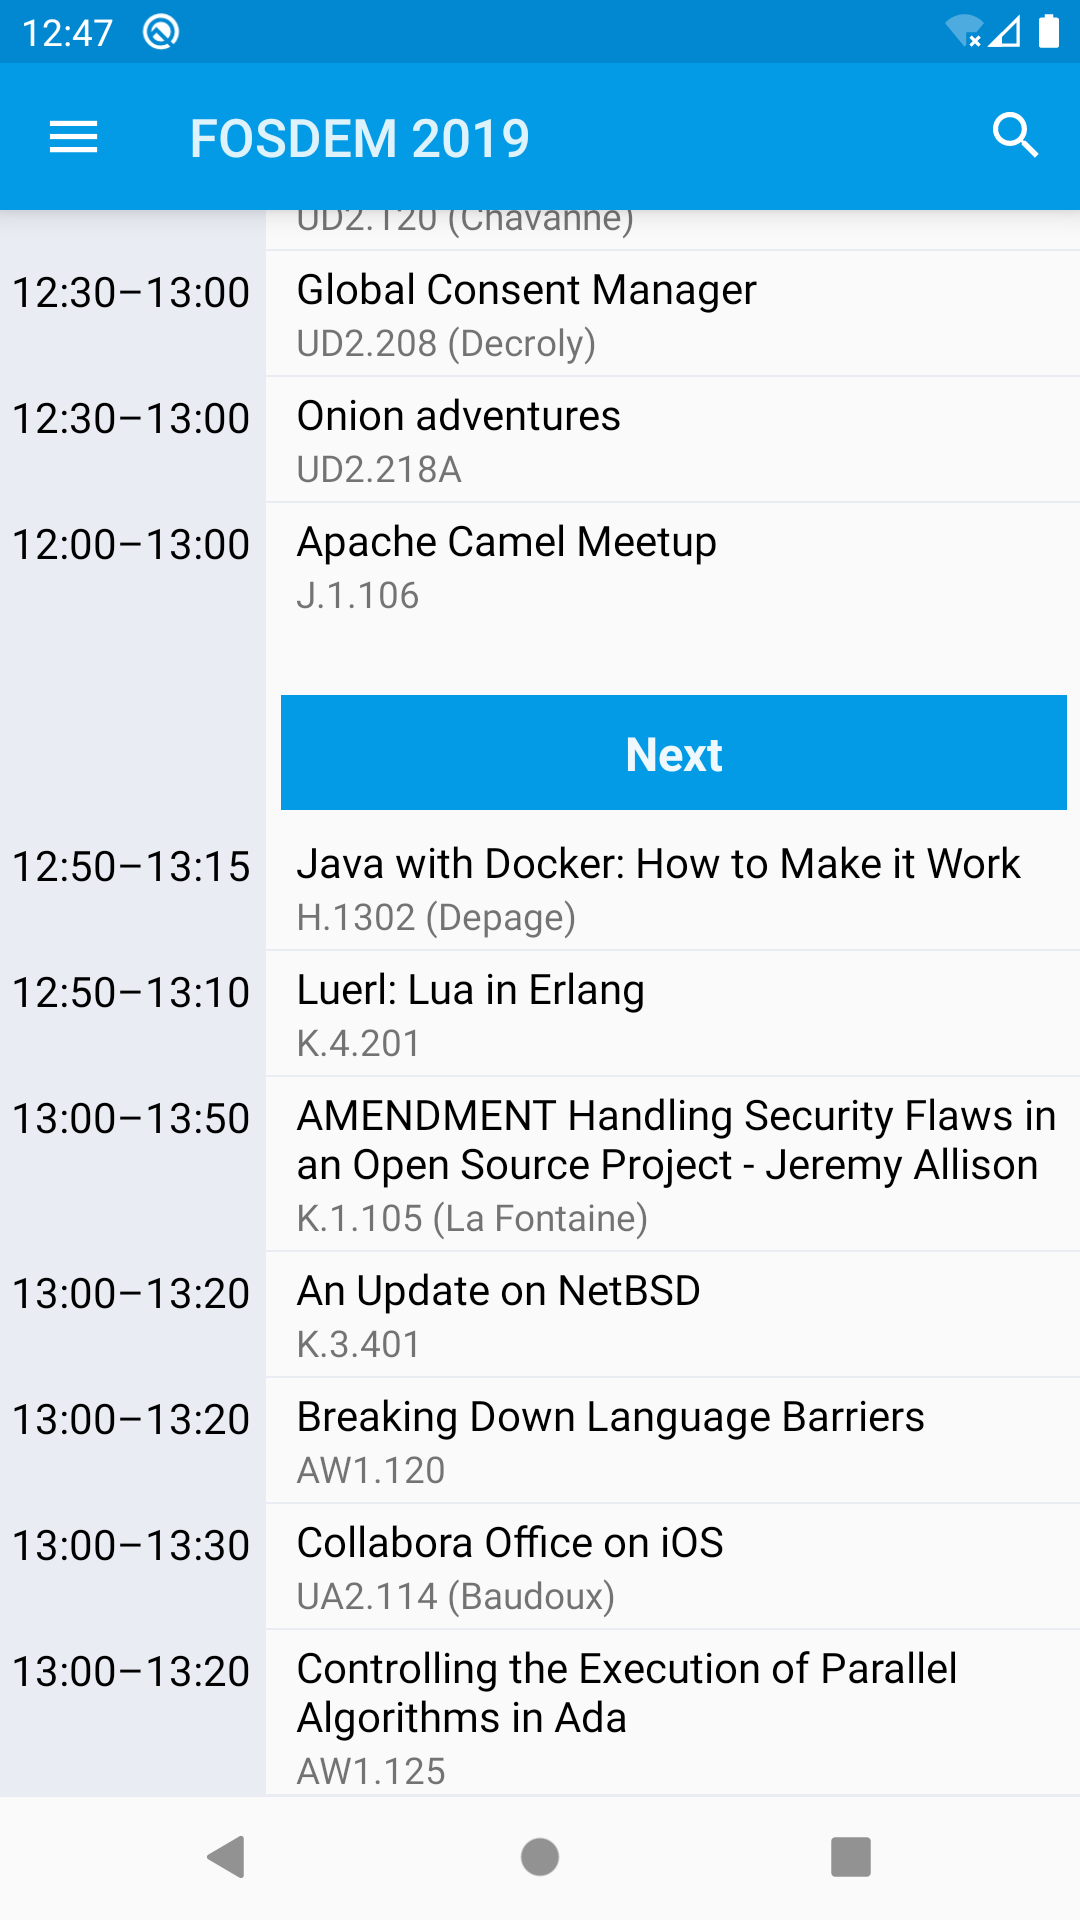 12:47
FOSDEM 2019
UD2.120 (Chavanne)
12:30–13:00
Global Consent Manager
UD2.208 (Decroly)
12:30–13:00
Onion adventures
UD2.218A
12:00–13:00
Apache Camel Meetup
J.1.106
Next
12:50–13:15
Java with Docker: How to Make it Work
H.1302 (Depage)
12:50–13:10
Luerl: Lua in Erlang
K.4.201
13:00–13:50
AMENDMENT Handling Security Flaws in
an Open Source Project - Jeremy Allison
K.1.105 (La Fontaine)
13:00–13:20
An Update on NetBSD
K.3.401
13:00–13:20
Breaking Down Language Barriers
AW1.120
13:00–13:30
Collabora Office on iOS
UA2.114 (Baudoux)
13:00–13:20
Controlling the Execution of Parallel
Algorithms in Ada
AW1.125